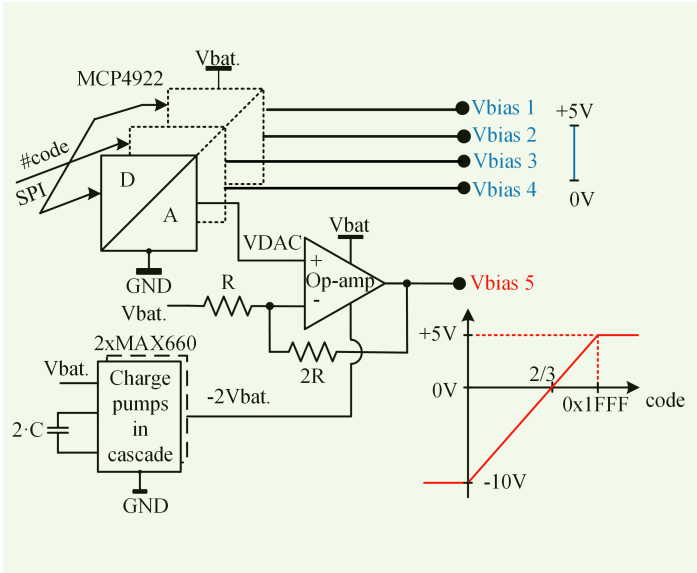 Vbat.
MCP4922
Vbias 1
+5V
Vbias 2
#code
Vbias 3
SPI
D
Vbias 4
0V
A
VDAC
Vbat
+
Op-amp
-
GND
R
Vbias 5
Vbat.
2xMAX660
2R
+5V
Vbat.
Charge
pumps
in
cascade
-2Vbat.
2·C
0V
2/3
0x1FFF
code
-10V
GND